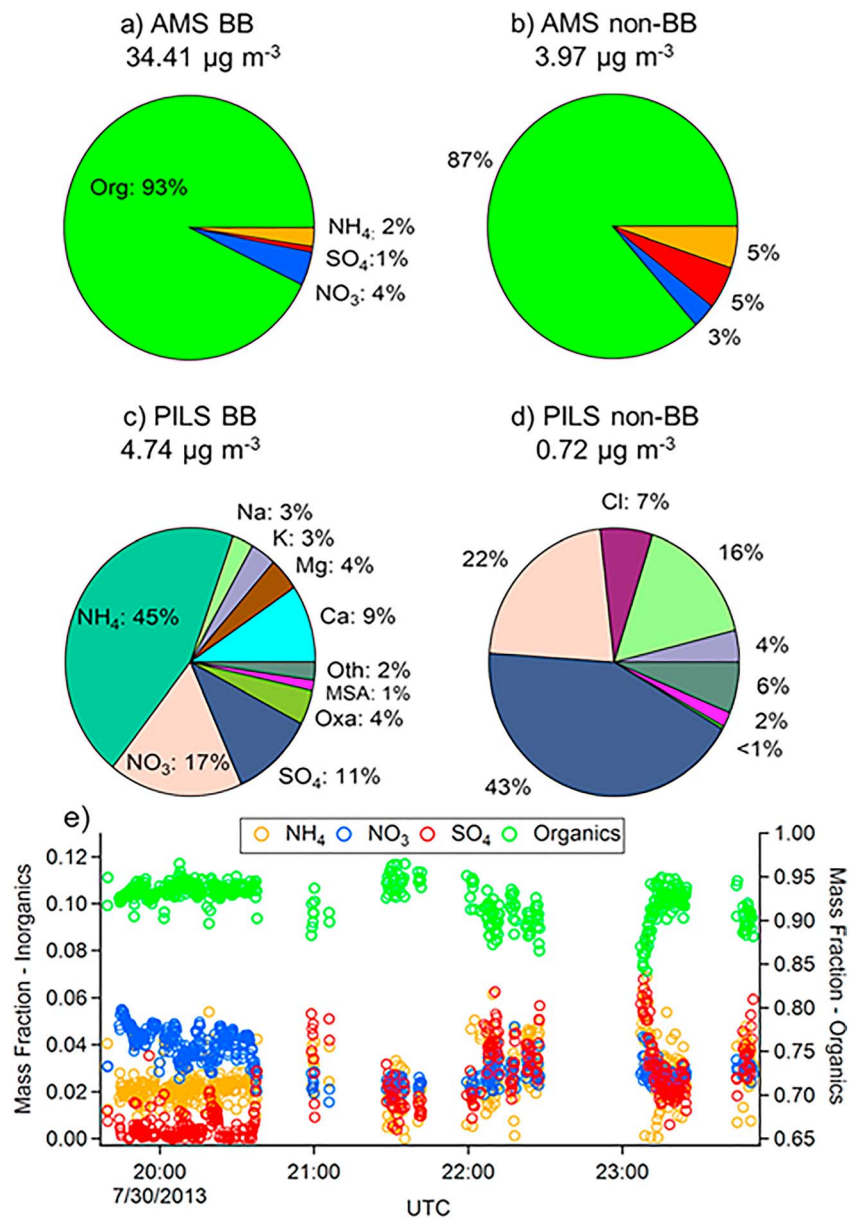 a) AMS BB
34.41 µg m-3
b) AMS non-BB
3.97 µg m-3
Org: 93%
NH4: 2%
SO4:1%
NO3: 4%
87%
5%
5%
3%
c) PILS BB
4.74 µg m-3
d) PILS non-BB
0.72 µg m-3
Na: 3%
K: 3%
Mg: 4%
Ca: 9%
NH4: 45%
Oth: 2%
MSA: 1%
Oxa: 4%
NO3: 17%
SO4: 11%
Cl: 7%
22%
16%
4%
6%
2%
<1%
43%
e)
NH4 NO3 SO4 Organics
0.12
0.10
0.08
0.06
0.04
0.02
0.00
Mass Fraction - Inorganics
1.00
0.95
0.90
0.85
0.80
0.75
0.70
0.65
Mass Fraction - Organics
20:00 21:00 22:00 23:00
7/30/2013
UTC